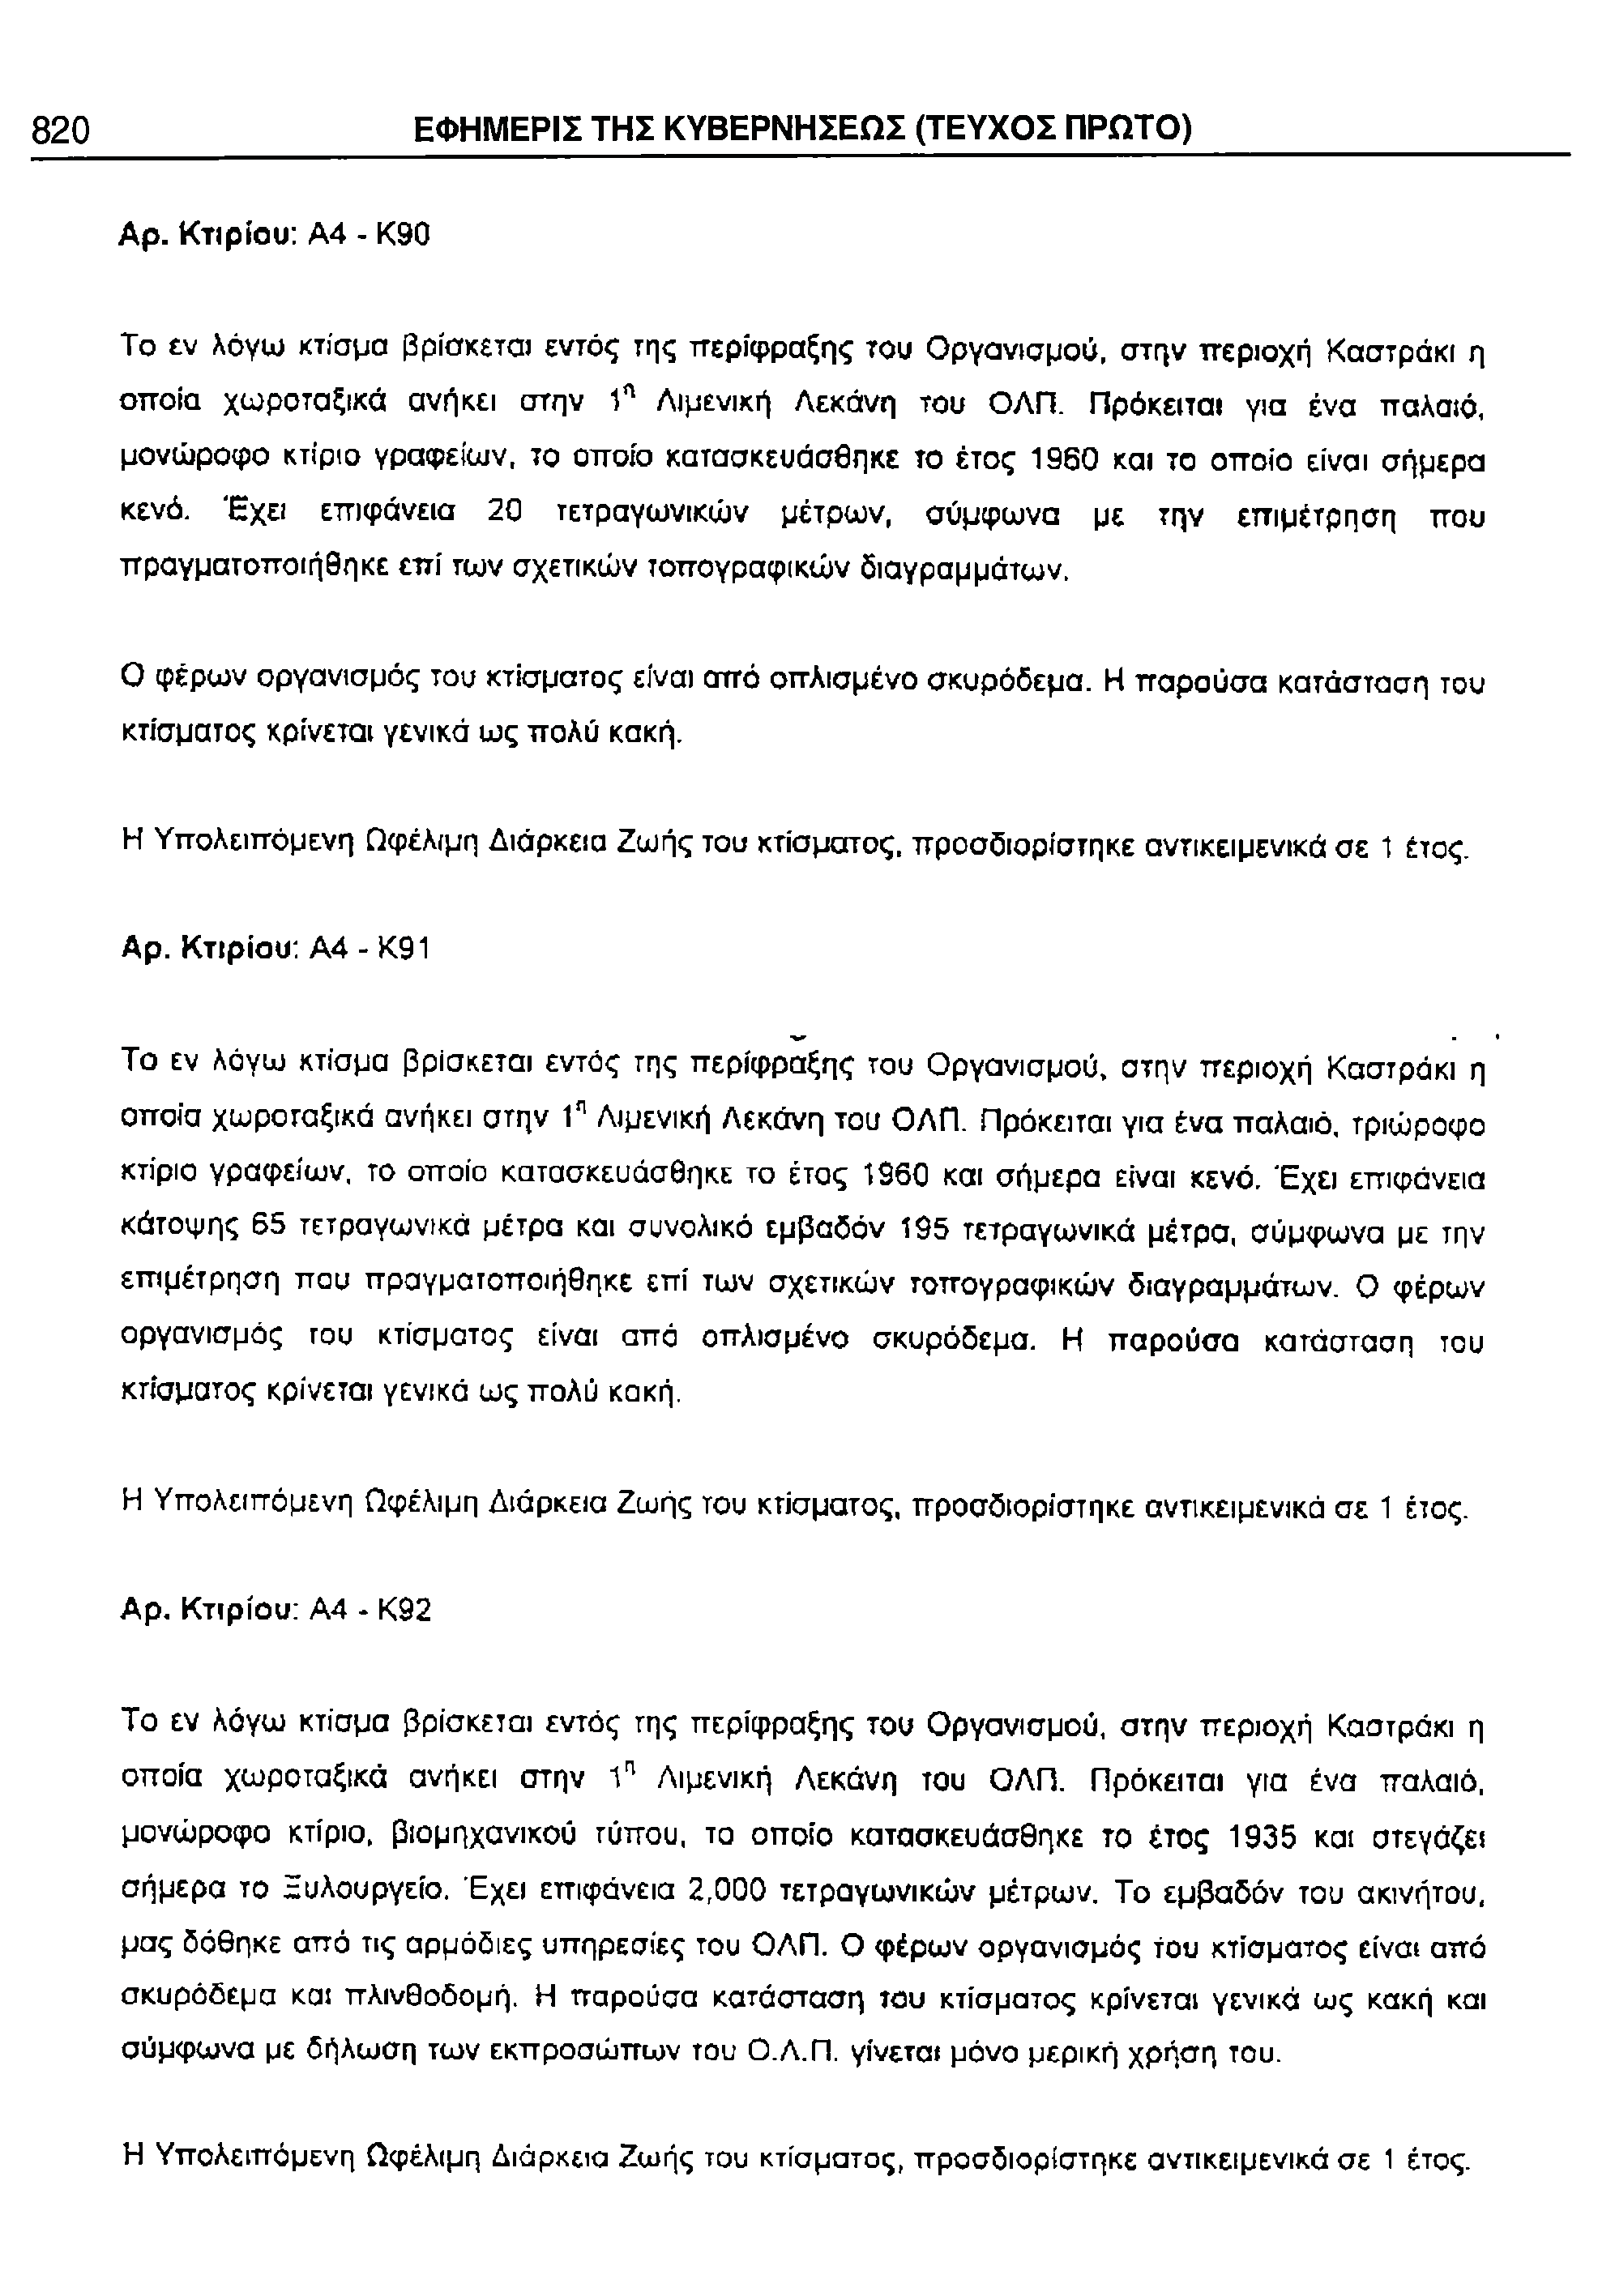 820 ΕΦΗΜΕΡΙΣ ΤΗΣ ΚΥΒΕΡΝΗΣΕΩΣ (ΤΕΥΧΟΣ ΠΡΩΤΟ)
Αρ. Κτιρίου: Α4 - Κ90
Το εν λόγω κτίσμα βρίσκεται εντός της περίφραξης του Οργανισμού, στην περιοχή Καστράκι η
οποία χωροταξικά ανήκει στην 1η Λιμενική Λεκάνη του ΟΛΠ. Πρόκειται για ένα παλαιό,
μονώροφο κτίριο γραφείων, το οποίο κατασκευάσθηκε το έτος 1960 και το οποίο είναι σήμερα
κενό. Έχει επιφάνεια 20 τετραγωνικών μέτρων, σύμφωνα με την επιμέτρηση που
πραγματοποιήθηκε επί των σχετικών τοπογραφικών διαγραμμάτων.
Ο φέρων οργανισμός του κτίσματος είναι από οπλισμένο σκυρόδεμα. Η παρούσα κατάσταση του
κτίσματος κρίνεται γενικά ως πολύ κακή.
Η Υπολειπόμενη Ωφέλιμη Διάρκεια Ζωής του κτίσματος, προσδιορίστηκε αντικειμενικά σε 1 έτος.
Αρ. Κτιρίου: Α4 - Κ91
Το εν λόγω κτίσμα βρίσκεται εντός της περίφραξης του Οργανισμού, στην περιοχή Καστράκι η
οποία χωροταξικά ανήκει στην 1η Λιμενική Λεκάνη του ΟΛΠ. Πρόκειται για ένα παλαιό, τριώροφο
κτίριο γραφείων, το οποίο κατασκευάσθηκε το έτος 1960 και σήμερα είναι κενό. Έχει επιφάνεια
κάτοψης 65 τετραγωνικά μέτρα και συνολικό εμβαδόν 195 τετραγωνικά μέτρα, σύμφωνα με την
επιμέτρηση που πραγματοποιήθηκε επί των σχετικών τοπογραφικών διαγραμμάτων. Ο φέρων
οργανισμός του κτίσματος είναι από οπλισμένο σκυρόδεμα. Η παρούσα κατάσταση του
κτίσματος κρίνεται γενικά ως πολύ κακή.
Η Υπολειπόμενη Ωφέλιμη Διάρκεια Ζωής του κτίσματος, προσδιορίστηκε αντικειμενικά σε 1 έτος.
Αρ. Κτιρίου: Α4 - Κ92
Το εν λόγω κτίσμα βρίσκεται εντός της περίφραξης του Οργανισμού, στην περιοχή Καστράκι η
οποία χωροταξικά ανήκει στην 1η Λιμενική Λεκάνη του ΟΛΠ. Πρόκειται για ένα παλαιό,
μονώροφο κτίριο, βιομηχανικού τύπου, το οποίο κατασκευάσθηκε το έτος 1935 και στεγάζει
σήμερα το Ξυλουργείο. Έχει επιφάνεια 2,000 τετραγωνικών μέτρων. Το εμβαδόν του ακινήτου,
μας δόθηκε από τις αρμόδιες υπηρεσίες του ΟΛΠ. Ο φέρων οργανισμός του κτίσματος είναι από
σκυρόδεμα και πλινθοδομή. Η παρούσα κατάσταση του κτίσματος κρίνεται γενικά ως κακή και
σύμφωνα με δήλωση των εκπροσώπων του Ο.Λ.Π. γίνεται μόνο μερική χρήση του.
Η Υπολειπόμενη Ωφέλιμη Διάρκεια Ζωής του κτίσματος, προσδιορίστηκε αντικειμενικά σε 1 έτος.